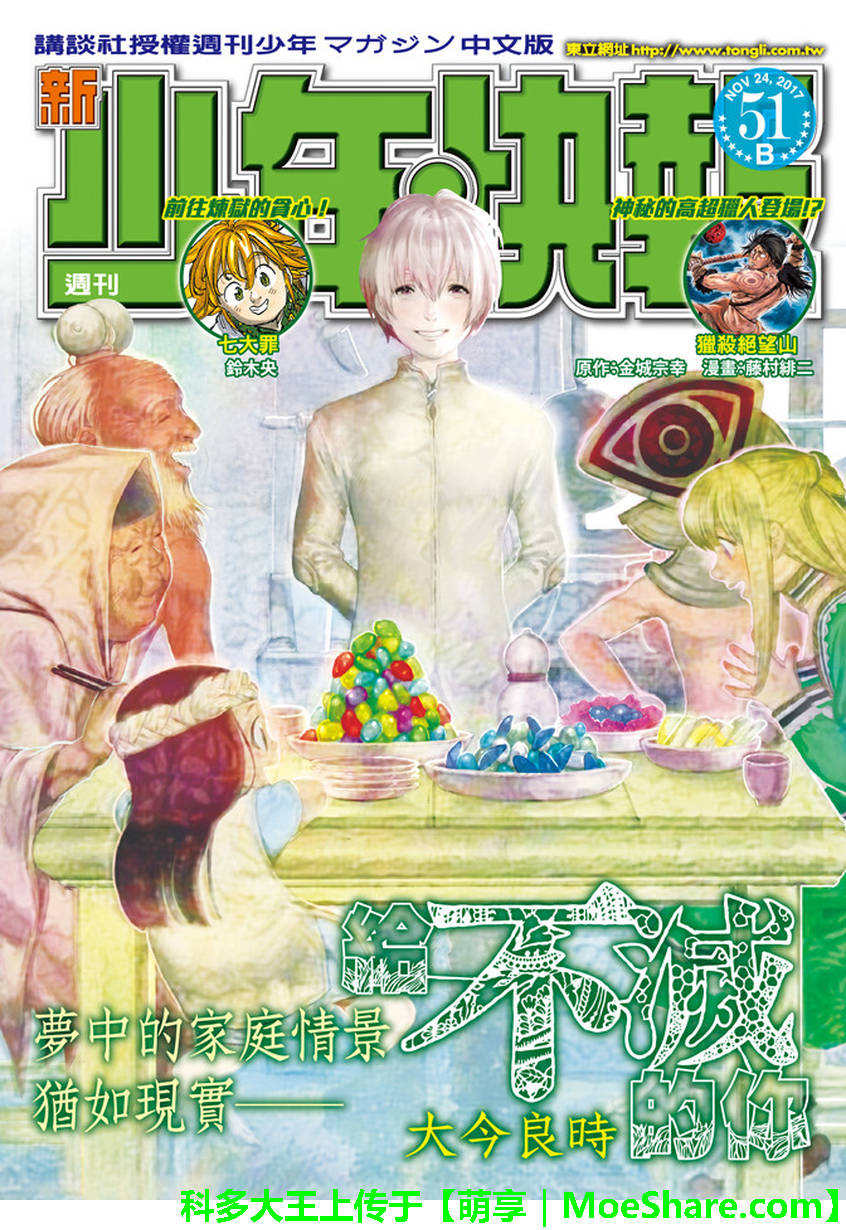 講談社授權週刊少年 マガジン 中文版
東立網址http://www.tongli.com.tw
新
少年快報
週刊
NOV 24, 2017
51
B
前往煉獄的貪心！
七大罪
鈴木央
神秘的高超獵人登場!?
獵殺絕望山
原作：金城宗幸　漫畫：藤村緋二
給不滅的你
大今良時
夢中的家庭情景
猶如現實——
科多大王上传于【萌享｜MoeShare.com】